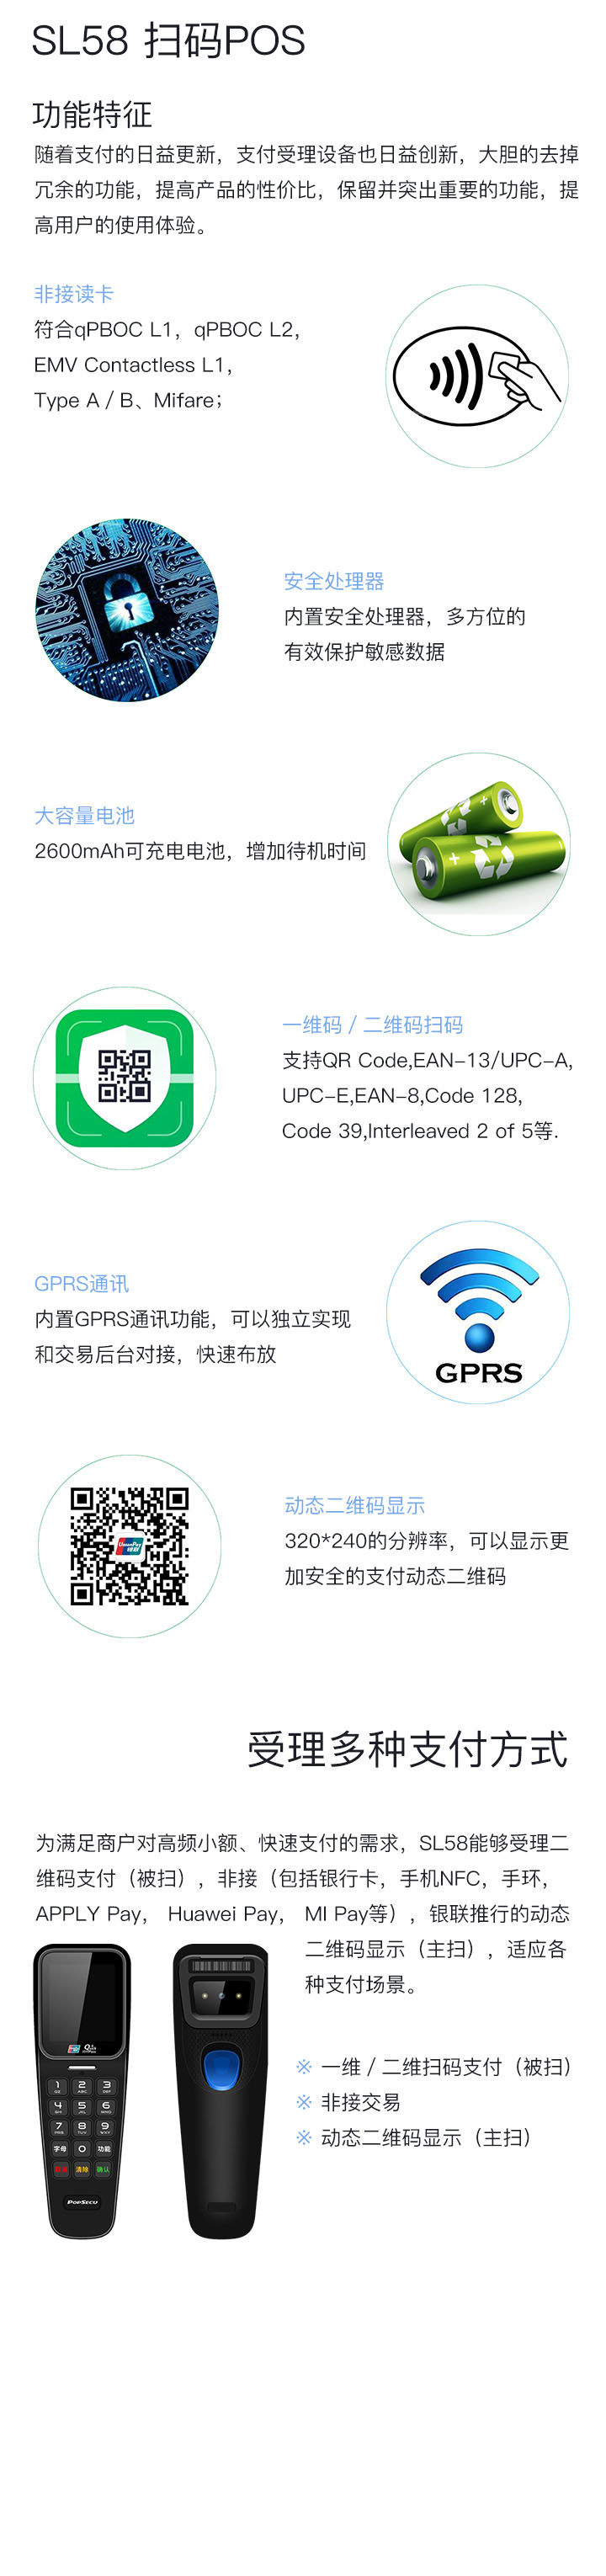 SL58 扫码POS
功能特征
随着支付的日益更新，支付受理设备也日益创新，大胆的去掉
冗余的功能，提高产品的性价比，保留并突出重要的功能，提
高用户的使用体验。
非接读卡
符合qPBOC L1，qPBOC L2，
EMV Contactless L1，
Type A / B、Mifare；
安全处理器
内置安全处理器，多方位的
有效保护敏感数据
大容量电池
2600mAh可充电电池，增加待机时间
一维码 / 二维码扫码
支持QR Code,EAN-13/UPC-A,
UPC-E,EAN-8,Code 128,
Code 39,Interleaved 2 of 5等.
GPRS通讯
内置GPRS通讯功能，可以独立实现
和交易后台对接，快速布放
GPRS
动态二维码显示
320*240的分辨率，可以显示更
加安全的支付动态二维码
UnionPay
银联
受理多种支付方式
为满足商户对高频小额、快速支付的需求，SL58能够受理二
维码支付（被扫），非接（包括银行卡，手机NFC，手环，
APPLY Pay， Huawei Pay， MI Pay等），银联推行的动态
二维码显示（主扫），适应各
种支付场景。
※ 一维 / 二维扫码支付（被扫）
※ 非接交易
※ 动态二维码显示（主扫）
1 2 3
ABC DEF
4 5 6
GHI JKL MNO
7 8 9
PRS TUV WXY
字母 0 功能
取消 清除 确认
POPSECU